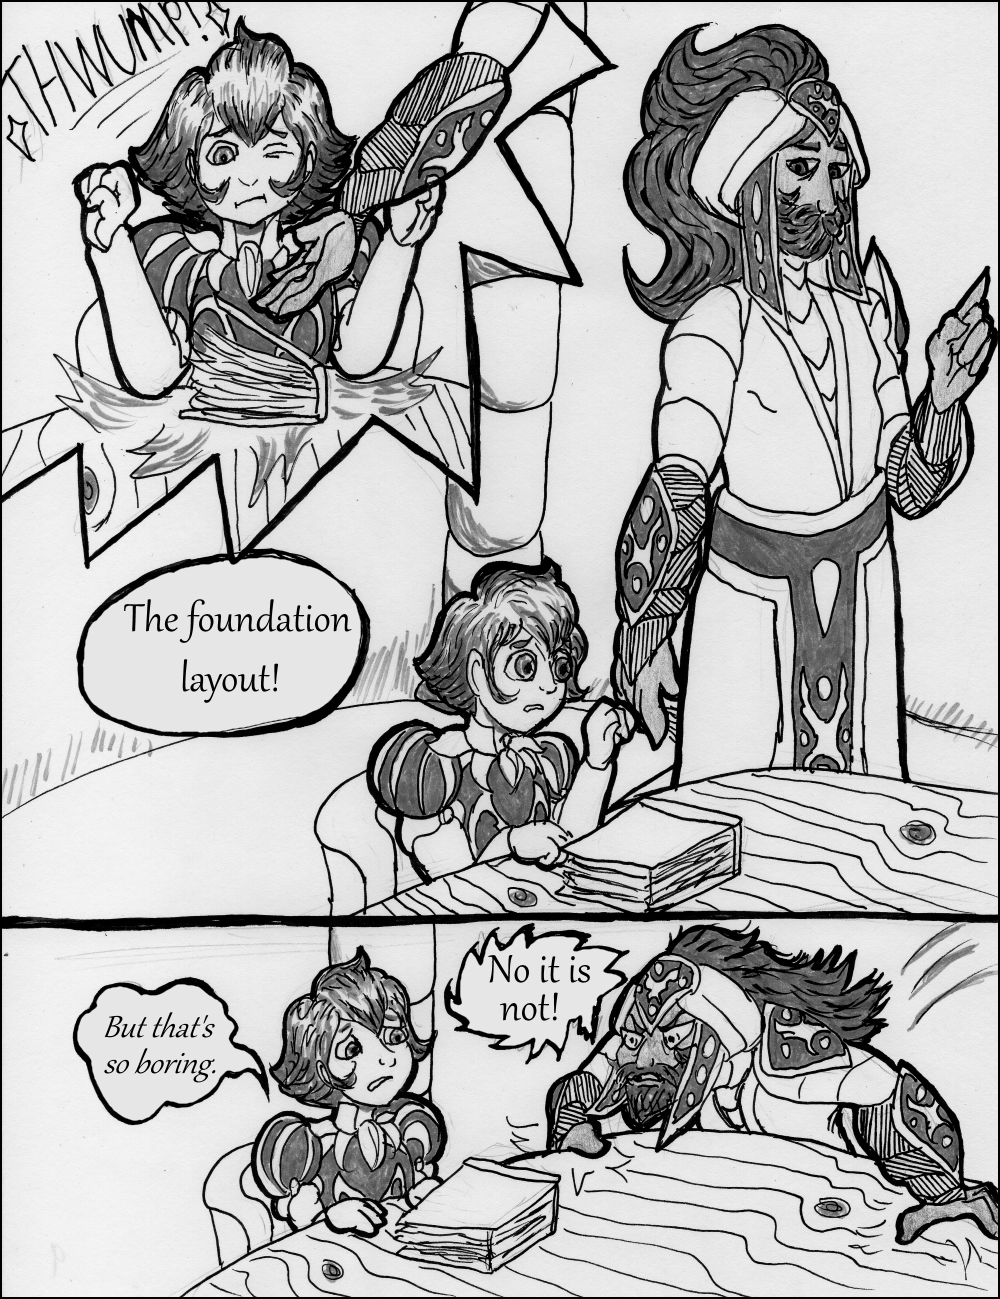 THWUMP!
The foundation
layout!
But that's
so boring.
No it is
not!